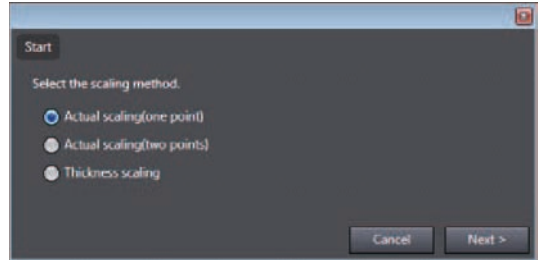 Start
Select the scaling method.
Actual scaling(one point)
Actual scaling(two points)
Thickness scaling
Cancel
Next >